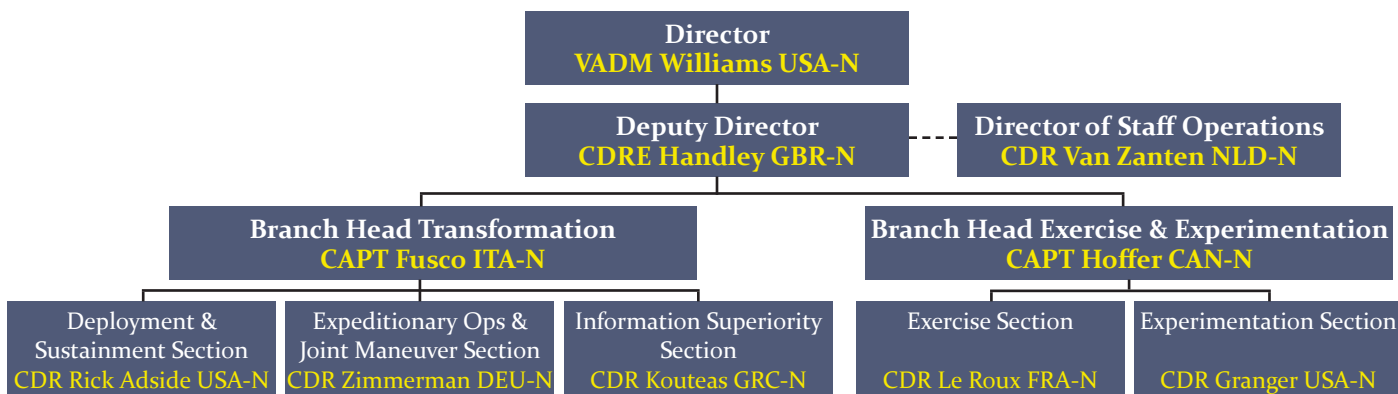 Director
VADM Williams USA-N
Deputy Director
CDRE Handley GBR-N
Director of Staff Operations
CDR Van Zanten NLD-N
Branch Head Transformation
CAPT Fusco ITA-N
Branch Head Exercise & Experimentation
CAPT Hoffer CAN-N
Deployment &
Sustainment Section
CDR Rick Adside USA-N
Expeditionary Ops &
Joint Maneuver Section
CDR Zimmerman DEU-N
Information Superiority
Section
CDR Kouteas GRC-N
Exercise Section
CDR Le Roux FRA-N
Experimentation Section
CDR Granger USA-N